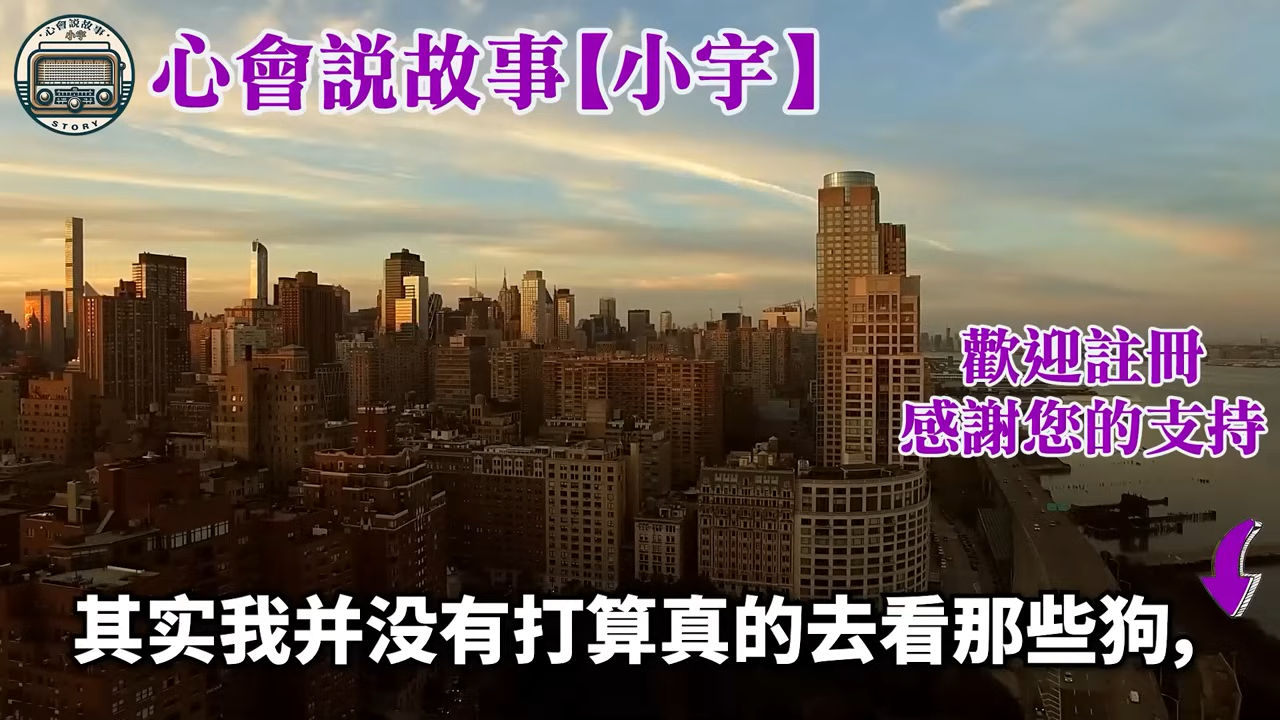 ·心會説故事·
小宇
STORY
心會説故事【小宇】
歡迎註冊
感謝您的支持
其实我并没有打算真的去看那些狗,